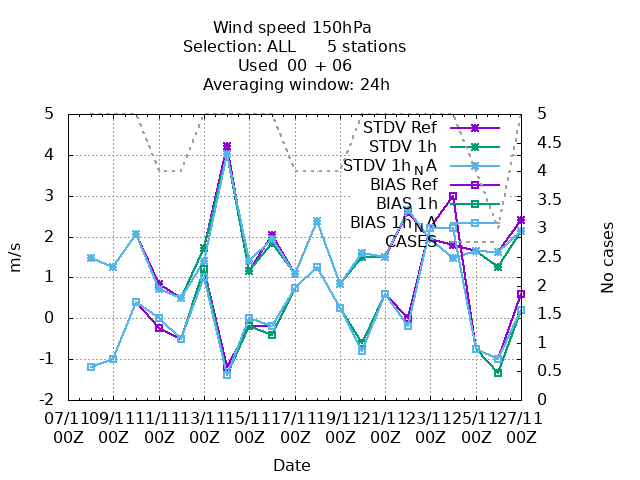 Wind speed 150hPa
Selection: ALL 5 stations
Used 00 + 06
Averaging window: 24h
STDV Ref
STDV 1h
STDV 1hNA
BIAS Ref
BIAS 1h
BIAS 1hNA
CASES
5
4
3
2
1
0
-1
-2
m/s
5
4.5
4
3.5
3
2.5
2
1.5
1
0.5
0
No cases
07/11 09/11 11/11 13/11 15/11 17/11 19/11 21/11 23/11 25/11 27/11
00Z 00Z 00Z 00Z 00Z 00Z 00Z 00Z 00Z 00Z 00Z
Date